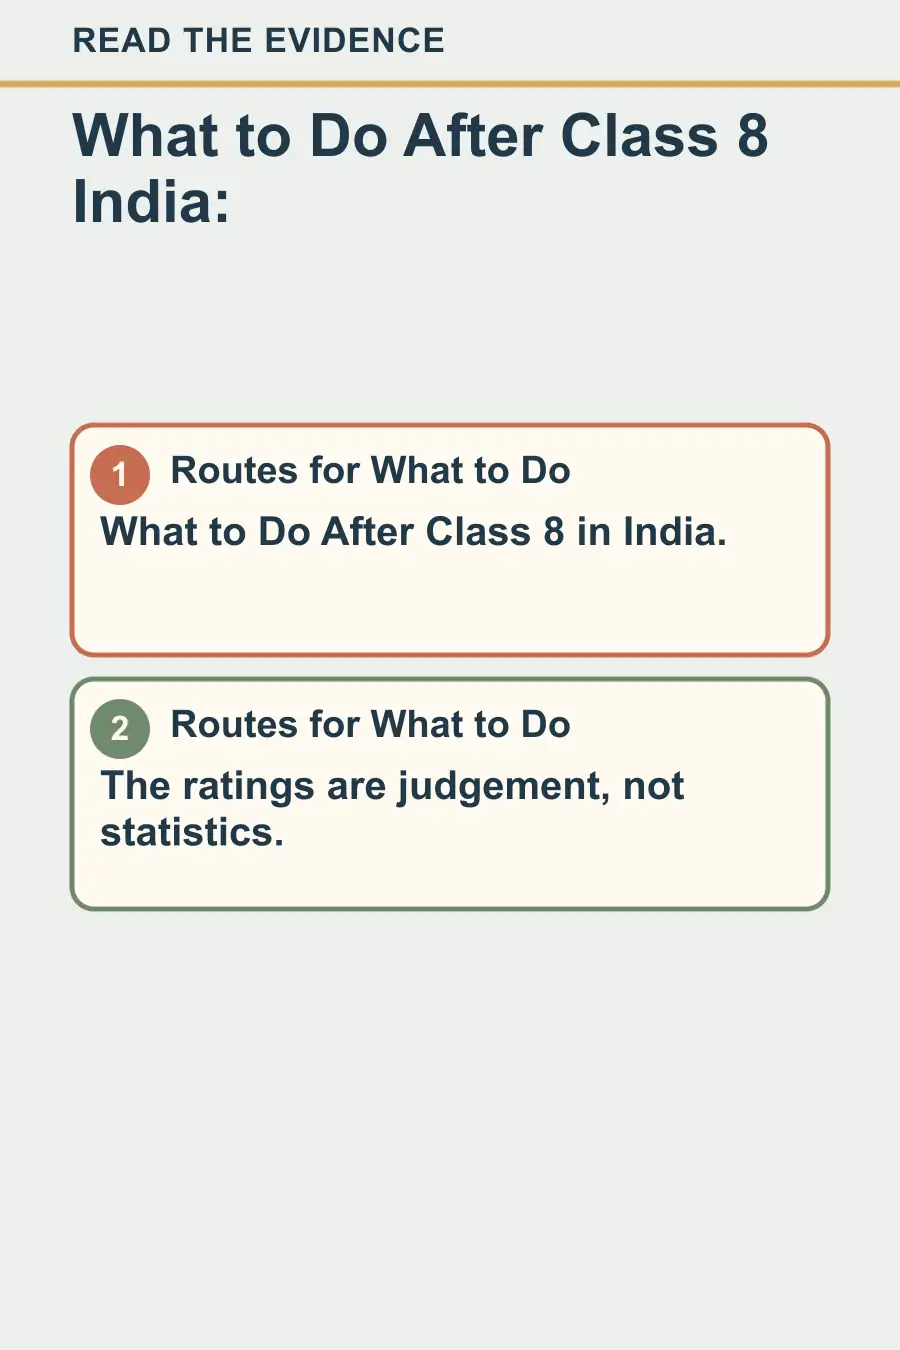 READ THE EVIDENCE
What to Do After Class 8
India:
1
Routes for What to Do
What to Do After Class 8 in India.
2
Routes for What to Do
The ratings are judgement, not
statistics.